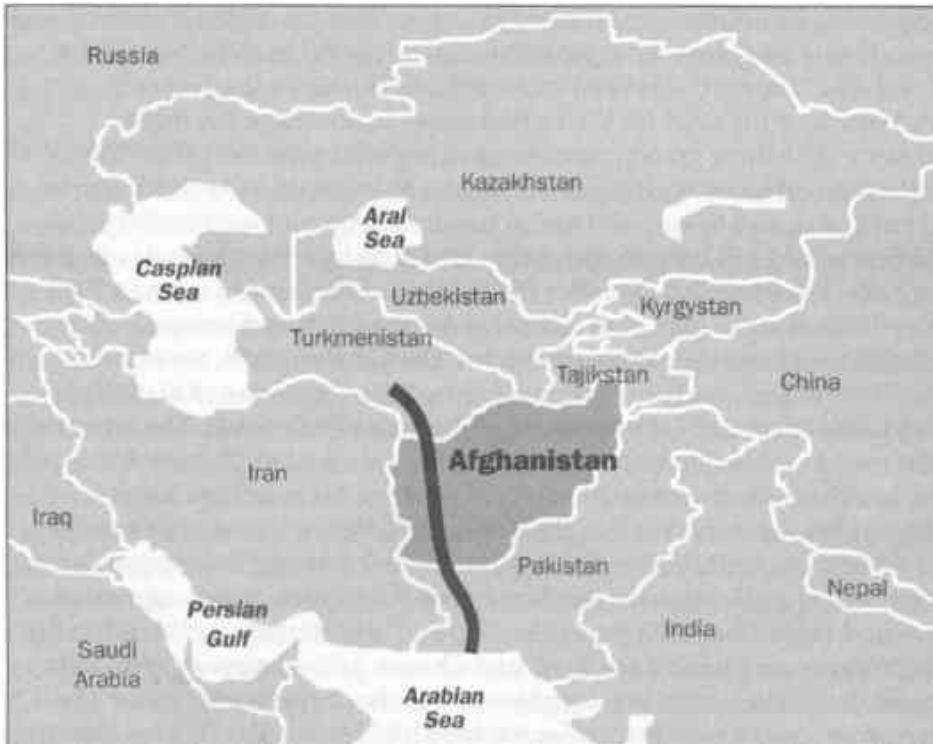 Russia
Kazakhstan
Aral
Sea
Caspian
Sea
Uzbekistan
Kyrgystan
Turkmenistan
Tajikstan
China
Afghanistan
Iran
Iraq
Pakistan
Nepal
Persian
Gulf
India
Saudi
Arabia
Arabian
Sea